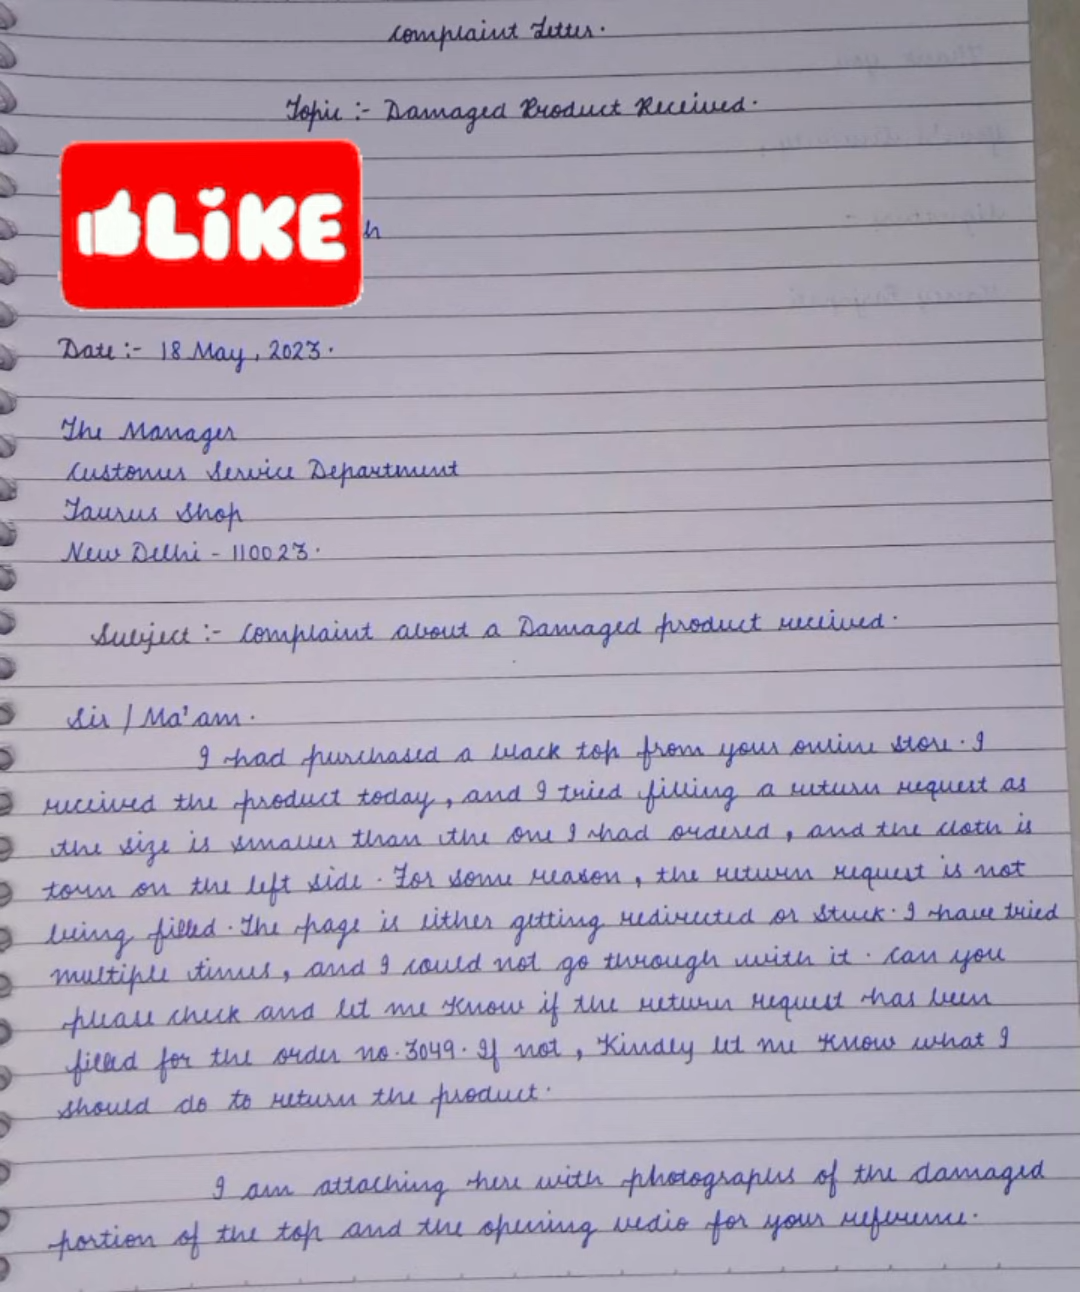 Complaint Letter.
Topic :- Damaged Product Received.
LiKE
h
Date :- 18 May, 2023.
The Manager
Customer Service Department
Taurus Shop
New Delhi - 110023.
Subject :- Complaint about a Damaged product received.
Sir / Ma'am.
I had purchased a black top from your online store. I
received the product today, and I tried filling a return request as
the size is smaller than the one I had ordered, and the cloth is
torn on the left side. For some reason, the return request is not
being filled. The page is either getting redirected or stuck. I have tried
multiple times, and I could not go through with it. Can you
please check and let me know if the return request has been
filled for the order no. 3049. If not, Kindly let me know what I
should do to return the product.
I am attaching here with photographs of the damaged
portion of the top and the opening vedio for your reference.